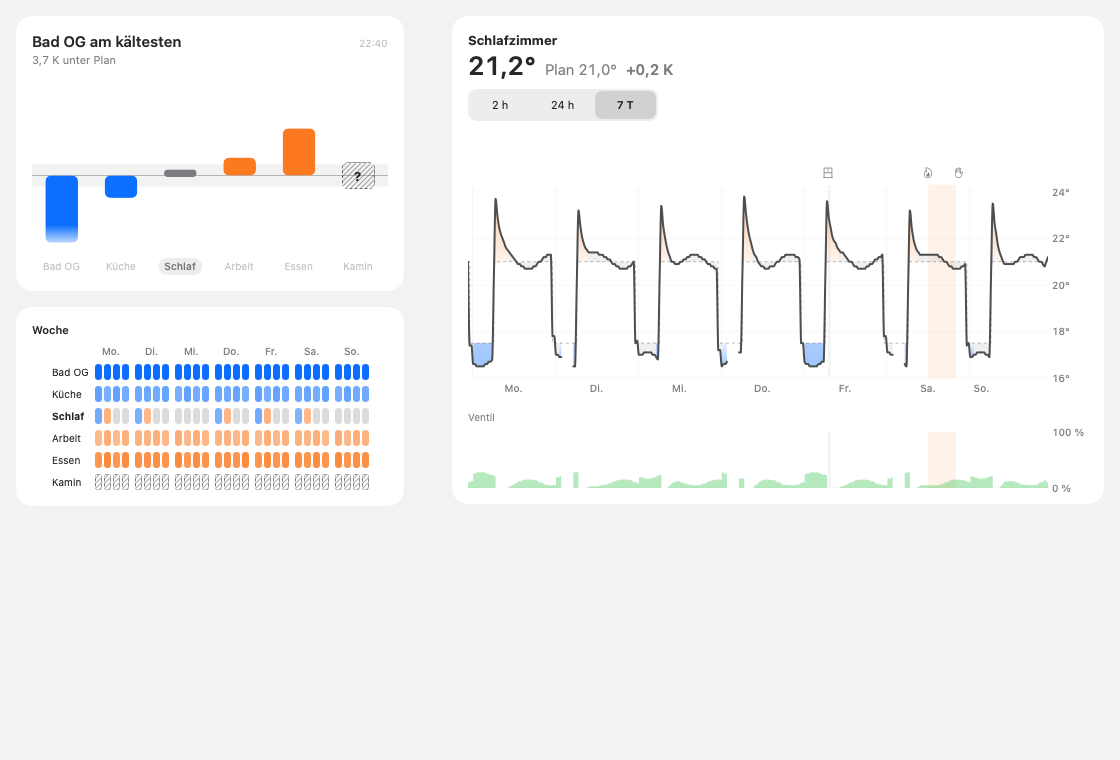 Bad OG am kältesten
22:40
3,7 K unter Plan
?
Bad OG Küche Schlaf Arbeit Essen Kamin
Woche
Mo. Di. Mi. Do. Fr. Sa. So.
Bad OG
Küche
Schlaf
Arbeit
Essen
Kamin
Schlafzimmer
21,2° Plan 21,0° +0,2 K
2 h 24 h 7 T
24°
22°
20°
18°
16°
Mo. Di. Mi. Do. Fr. Sa. So.
Ventil
100 %
0 %